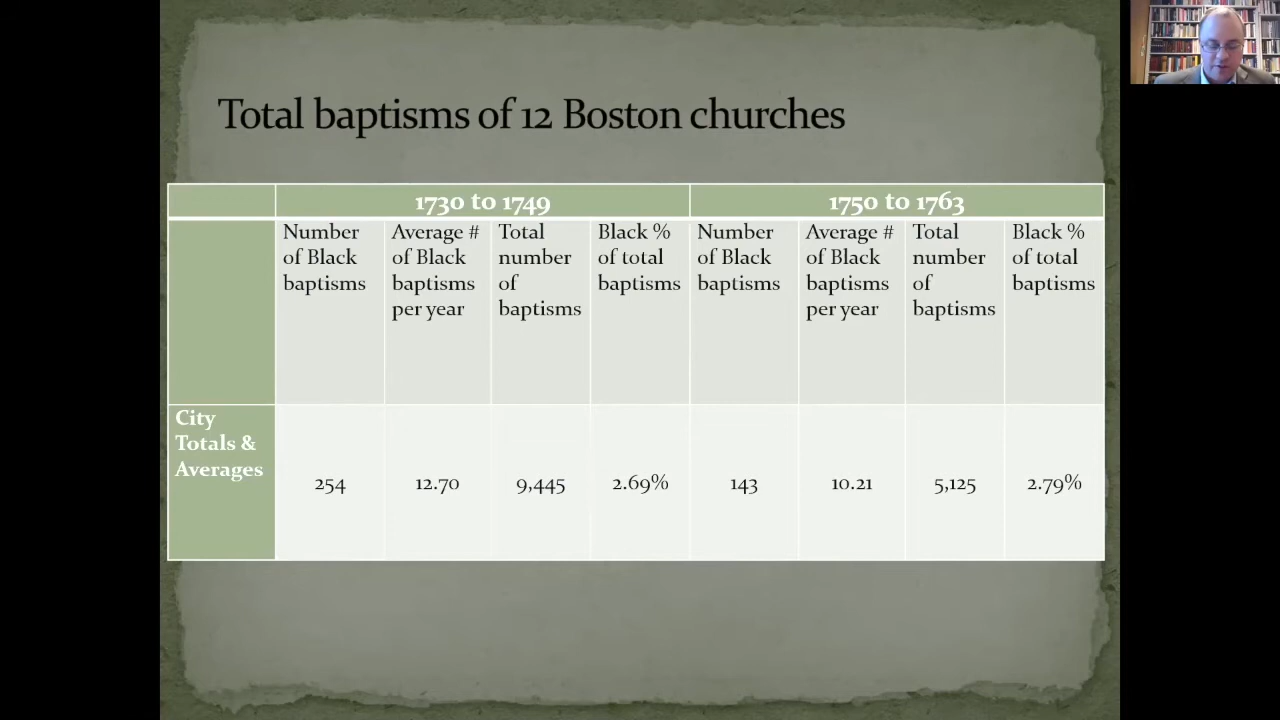 Total baptisms of 12 Boston churches
1730 to 1749
1750 to 1763
Number
of Black
baptisms
Average #
of Black
baptisms
per year
Total
number
of
baptisms
Black %
of total
baptisms
Number
of Black
baptisms
Average #
of Black
baptisms
per year
Total
number
of
baptisms
Black %
of total
baptisms
City
Totals &
Averages
254
12.70
9,445
2.69%
143
10.21
5,125
2.79%